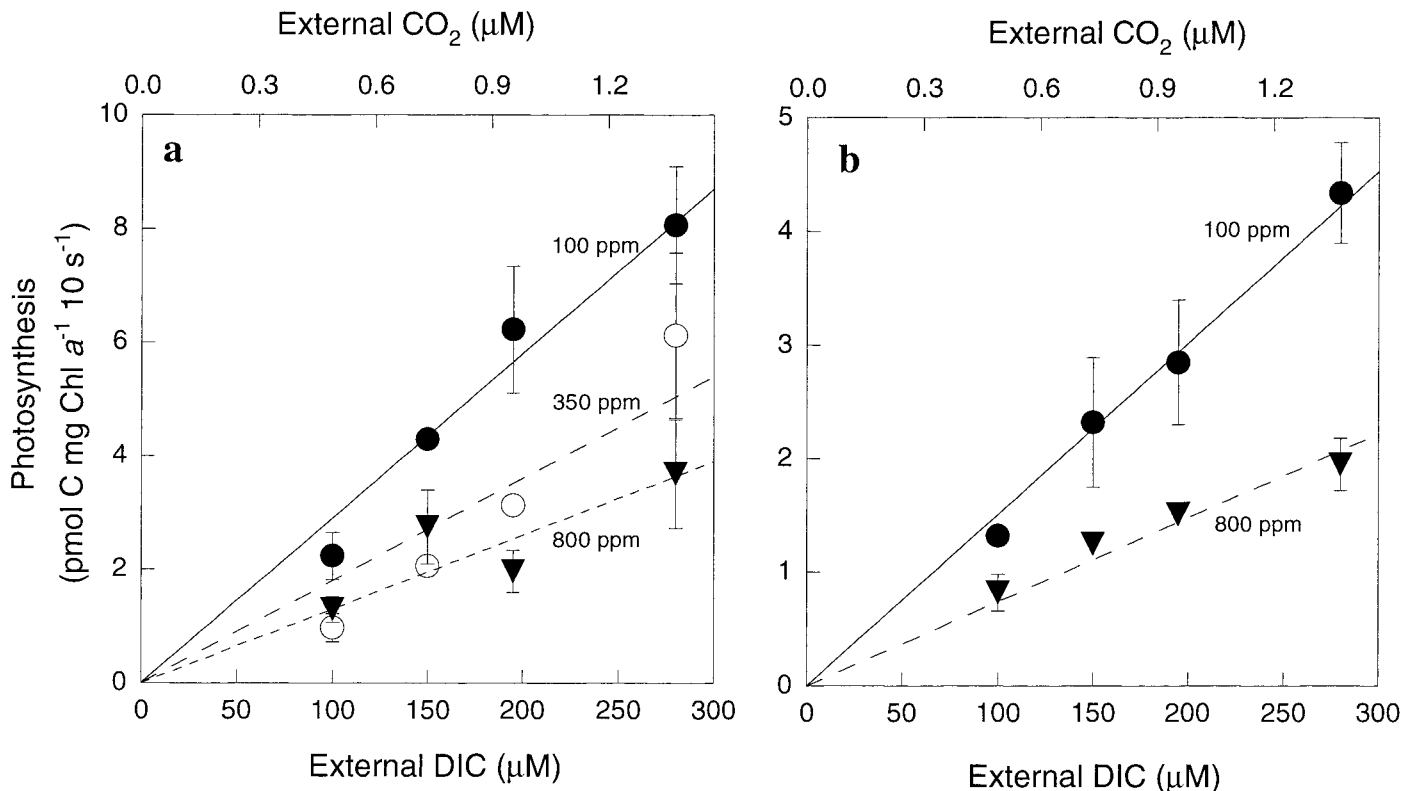 External CO₂ (μM)
0.0 0.3 0.6 0.9 1.2
10
8
6
4
2
0
a
100 ppm
350 ppm
800 ppm
Photosynthesis
(pmol C mg Chl a⁻¹ 10 s⁻¹)
0 50 100 150 200 250 300
External DIC (μM)
External CO₂ (μM)
0.0 0.3 0.6 0.9 1.2
5
4
3
2
1
0
b
100 ppm
800 ppm
0 50 100 150 200 250 300
External DIC (μM)